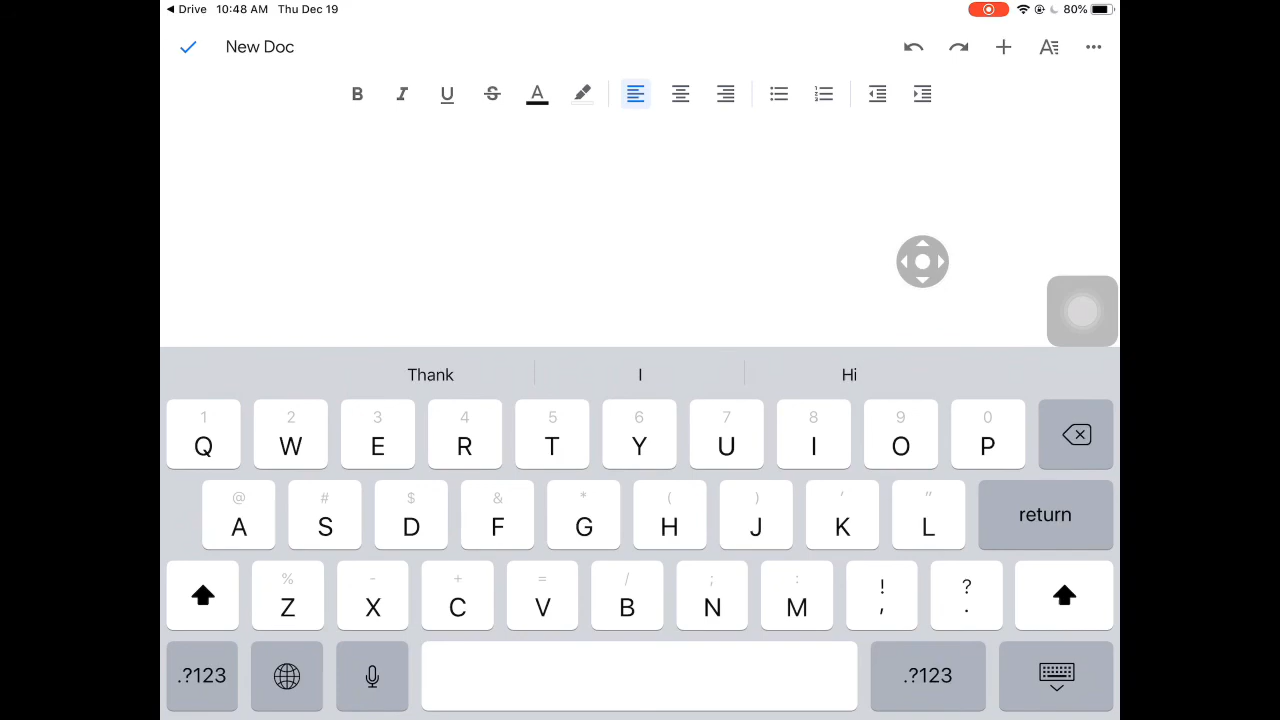 Drive 10:48 AM Thu Dec 19 80%
New Doc
B I U S A
Thank I Hi
1 2 3 4 5 6 7 8 9 0
Q W E R T Y U I O P
@ # $ & * ( ) ' "
A S D F G H J K L return
% - + = / ; : ! ?
Z X C V B N M , .
.?123 .?123